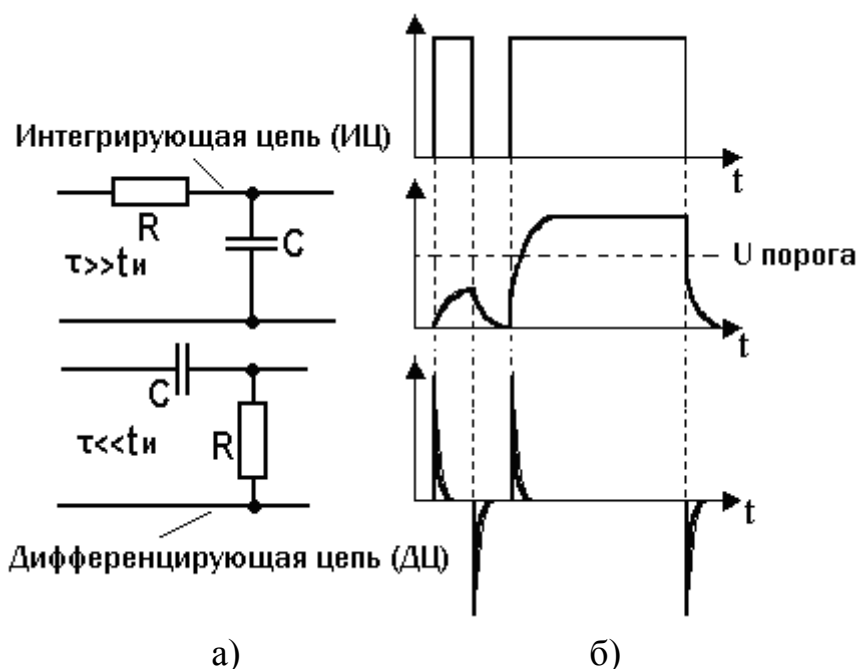 Интегрирующая цепь (ИЦ)
R
C
τ>>tи
C
R
τ<<tи
Дифференцирующая цепь (ДЦ)
а)
t
U порога
t
t
б)